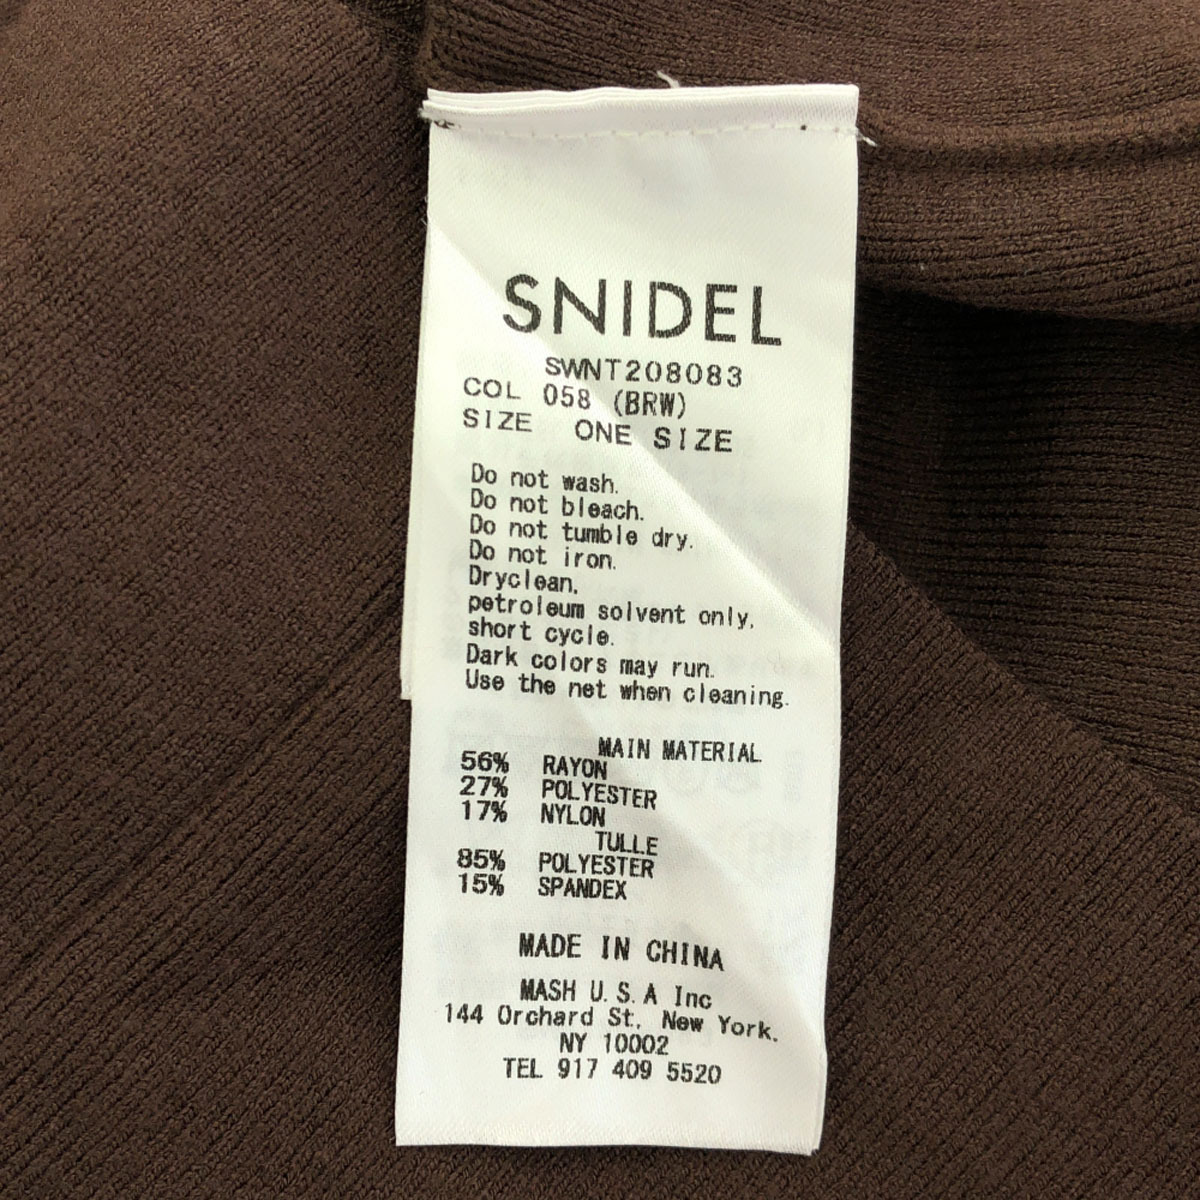 SNIDEL
SWNT208083
COL 058 (BRW)
SIZE ONE SIZE
Do not wash.
Do not bleach.
Do not tumble dry.
Do not iron.
Dryclean,
petroleum solvent only,
short cycle.
Dark colors may run.
Use the net when cleaning.
MAIN MATERIAL
56% RAYON
27% POLYESTER
17% NYLON
TULLE
85% POLYESTER
15% SPANDEX
MADE IN CHINA
MASH U.S.A Inc
144 Orchard St, New York.
NY 10002
TEL 917 409 5520